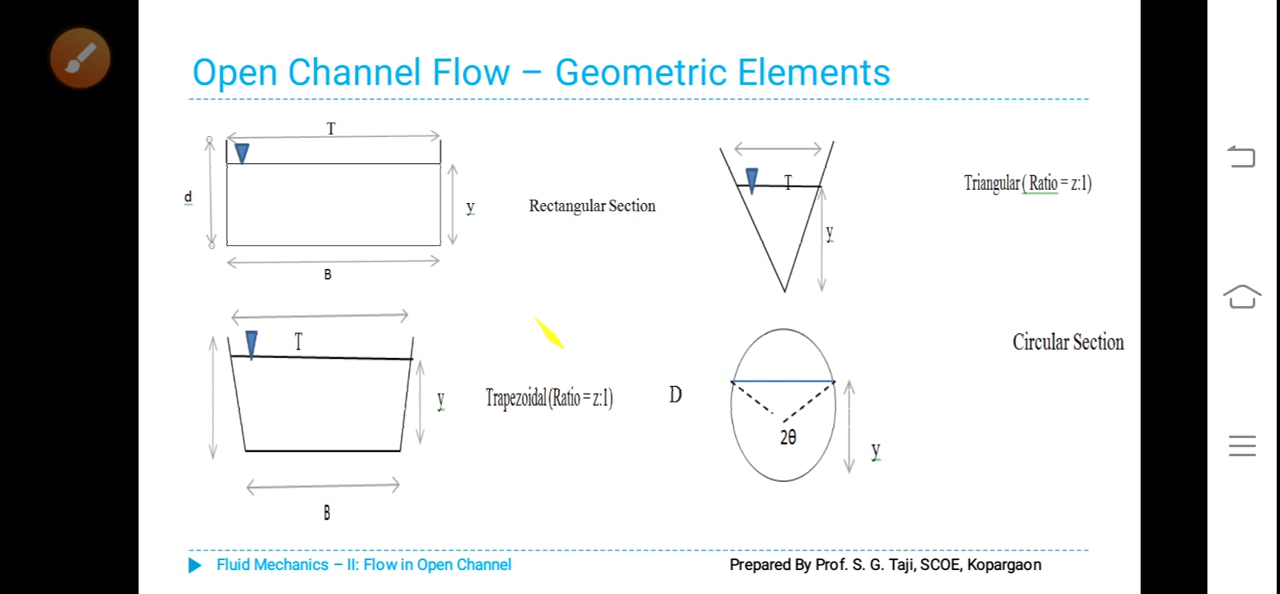 Open Channel Flow – Geometric Elements
T
d
y
B
Rectangular Section
T
y
Triangular ( Ratio = z:1)
T
y
B
Trapezoidal (Ratio = z:1)
D
2θ
y
Circular Section
Fluid Mechanics – II: Flow in Open Channel
Prepared By Prof. S. G. Taji, SCOE, Kopargaon